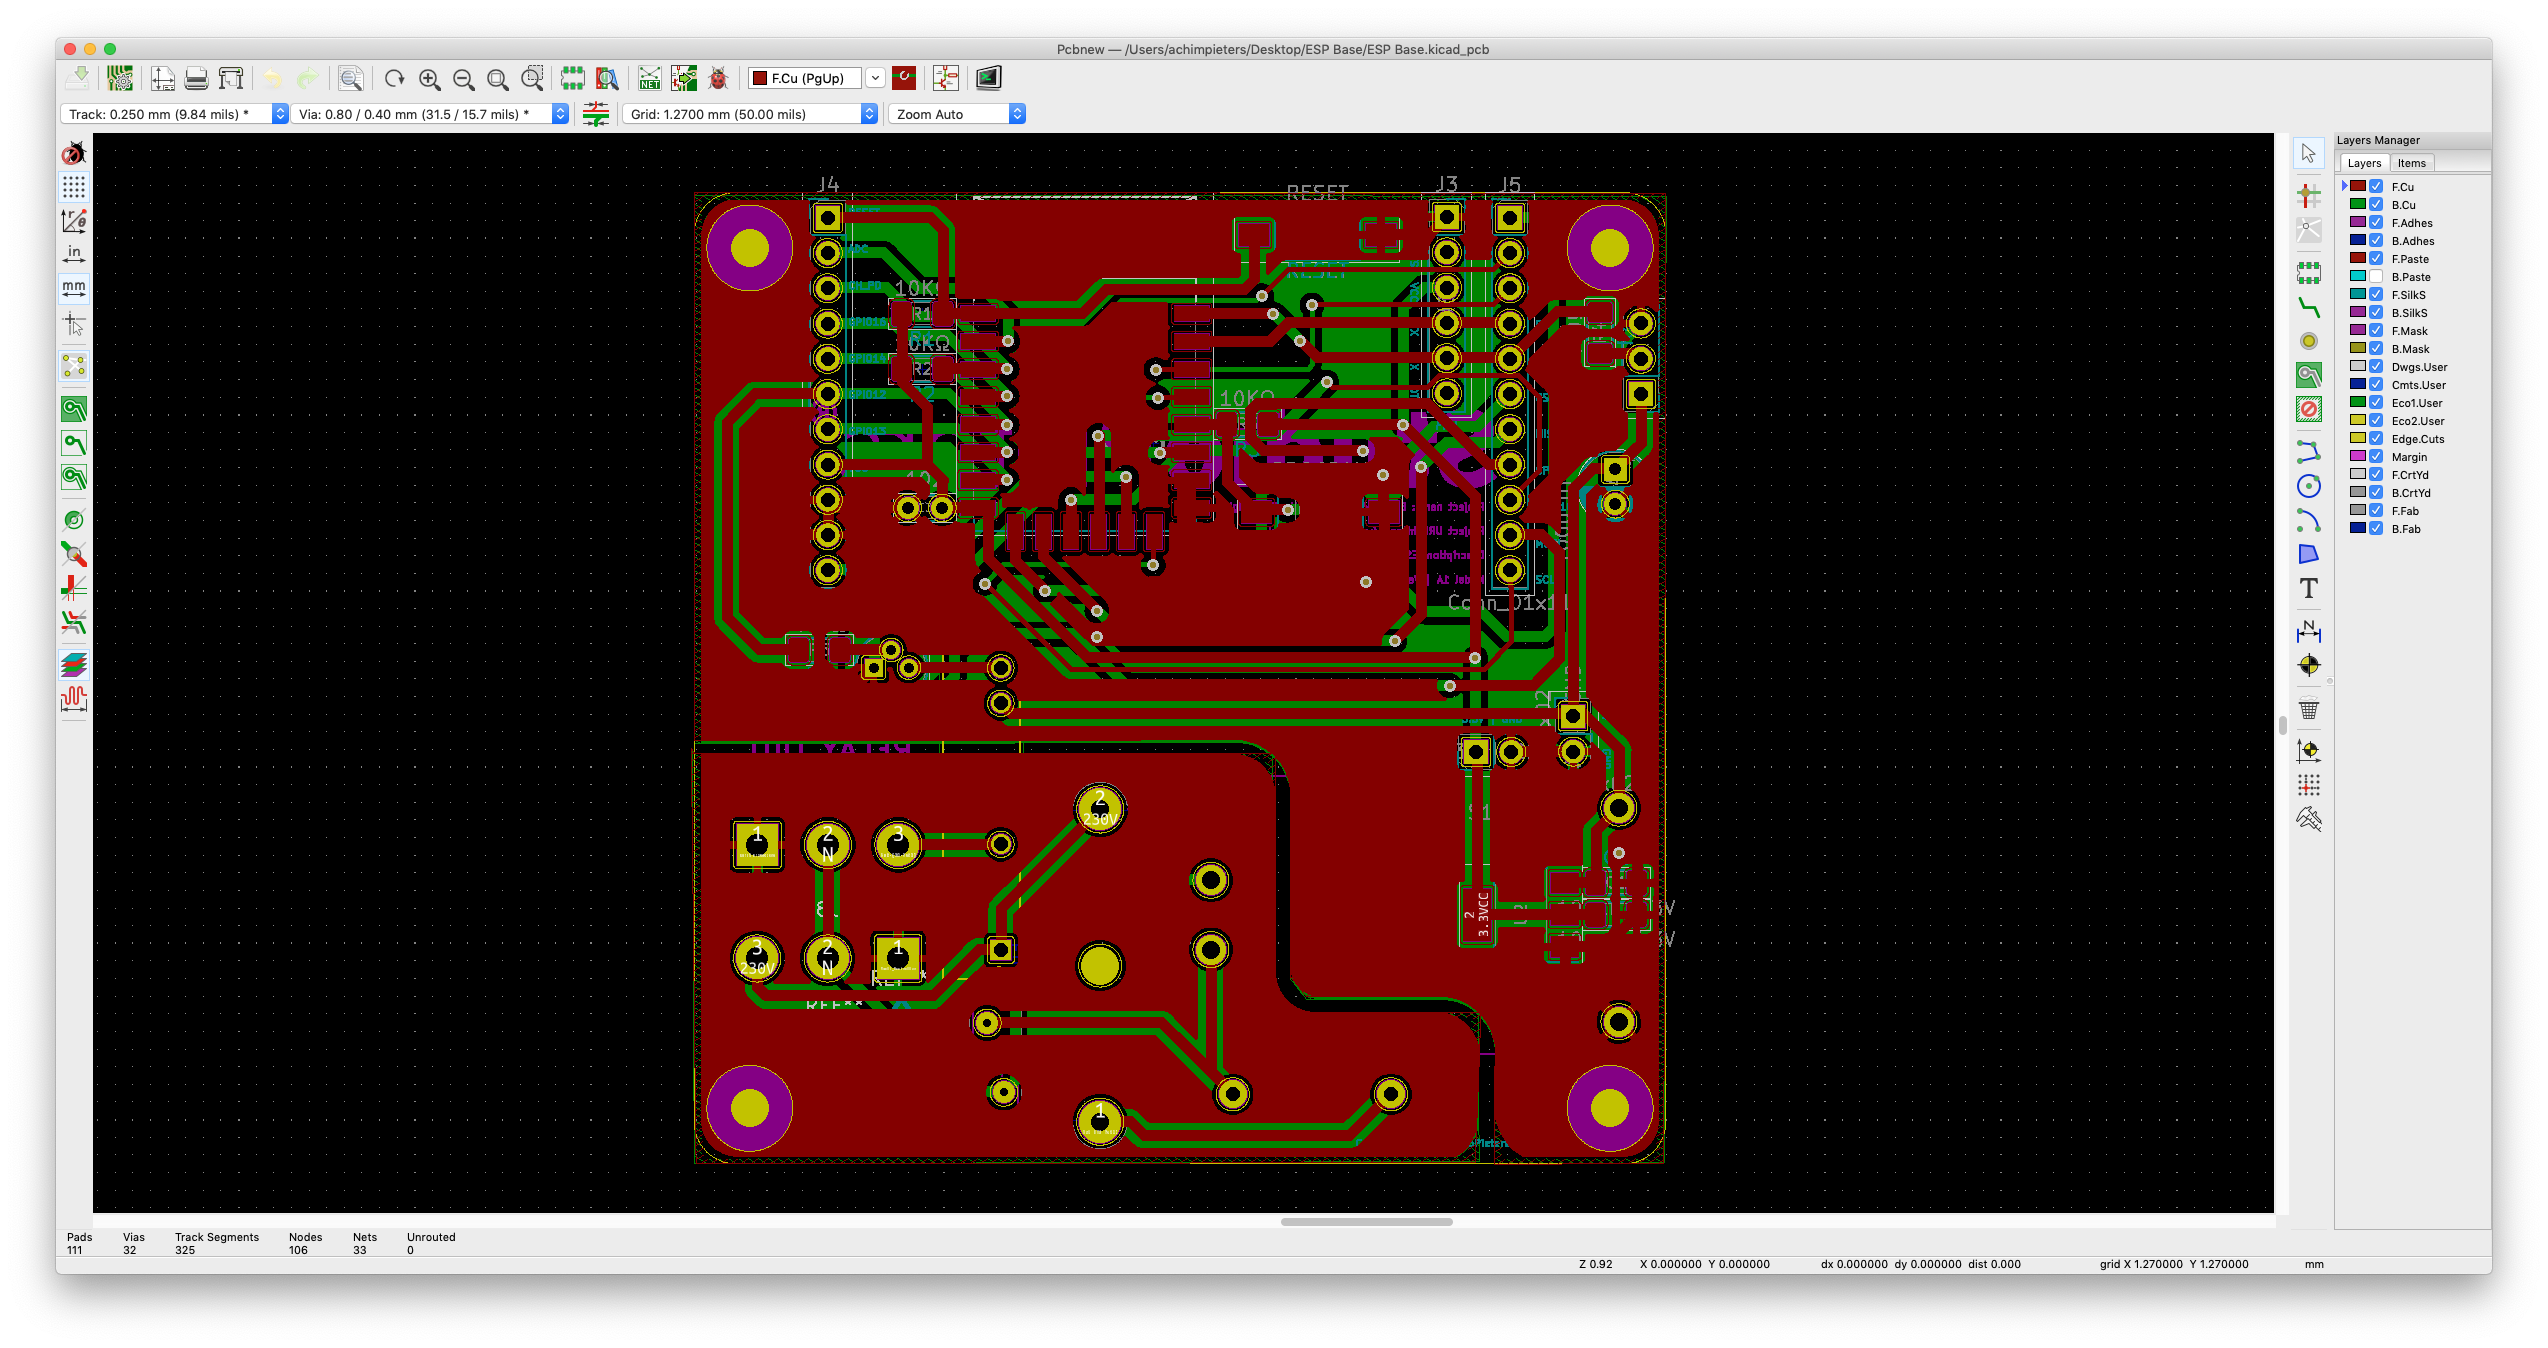 Pcbnew — /Users/achimpieters/Desktop/ESP Base/ESP Base.kicad_pcb
NET
F.Cu (PgUp)
Track: 0.250 mm (9.84 mils) *
Via: 0.80 / 0.40 mm (31.5 / 15.7 mils) *
Grid: 1.2700 mm (50.00 mils)
Zoom Auto
in
mm
T
N
Layers Manager
Layers
Items
F.Cu
B.Cu
F.Adhes
B.Adhes
F.Paste
B.Paste
F.SilkS
B.SilkS
F.Mask
B.Mask
Dwgs.User
Cmts.User
Eco1.User
Eco2.User
Edge.Cuts
Margin
F.CrtYd
B.CrtYd
F.Fab
B.Fab
J4
RESET
J3
J5
RESET
R1
R2
10KΩ
RELAY
S1
2
230V
1
2
N
3
3
230V
2
N
1
REF**
2
3.3VCC
1
Pads
111
Vias
32
Track Segments
325
Nodes
106
Nets
33
Unrouted
0
Z 0.92
X 0.000000 Y 0.000000
dx 0.000000 dy 0.000000 dist 0.000
grid X 1.270000 Y 1.270000
mm